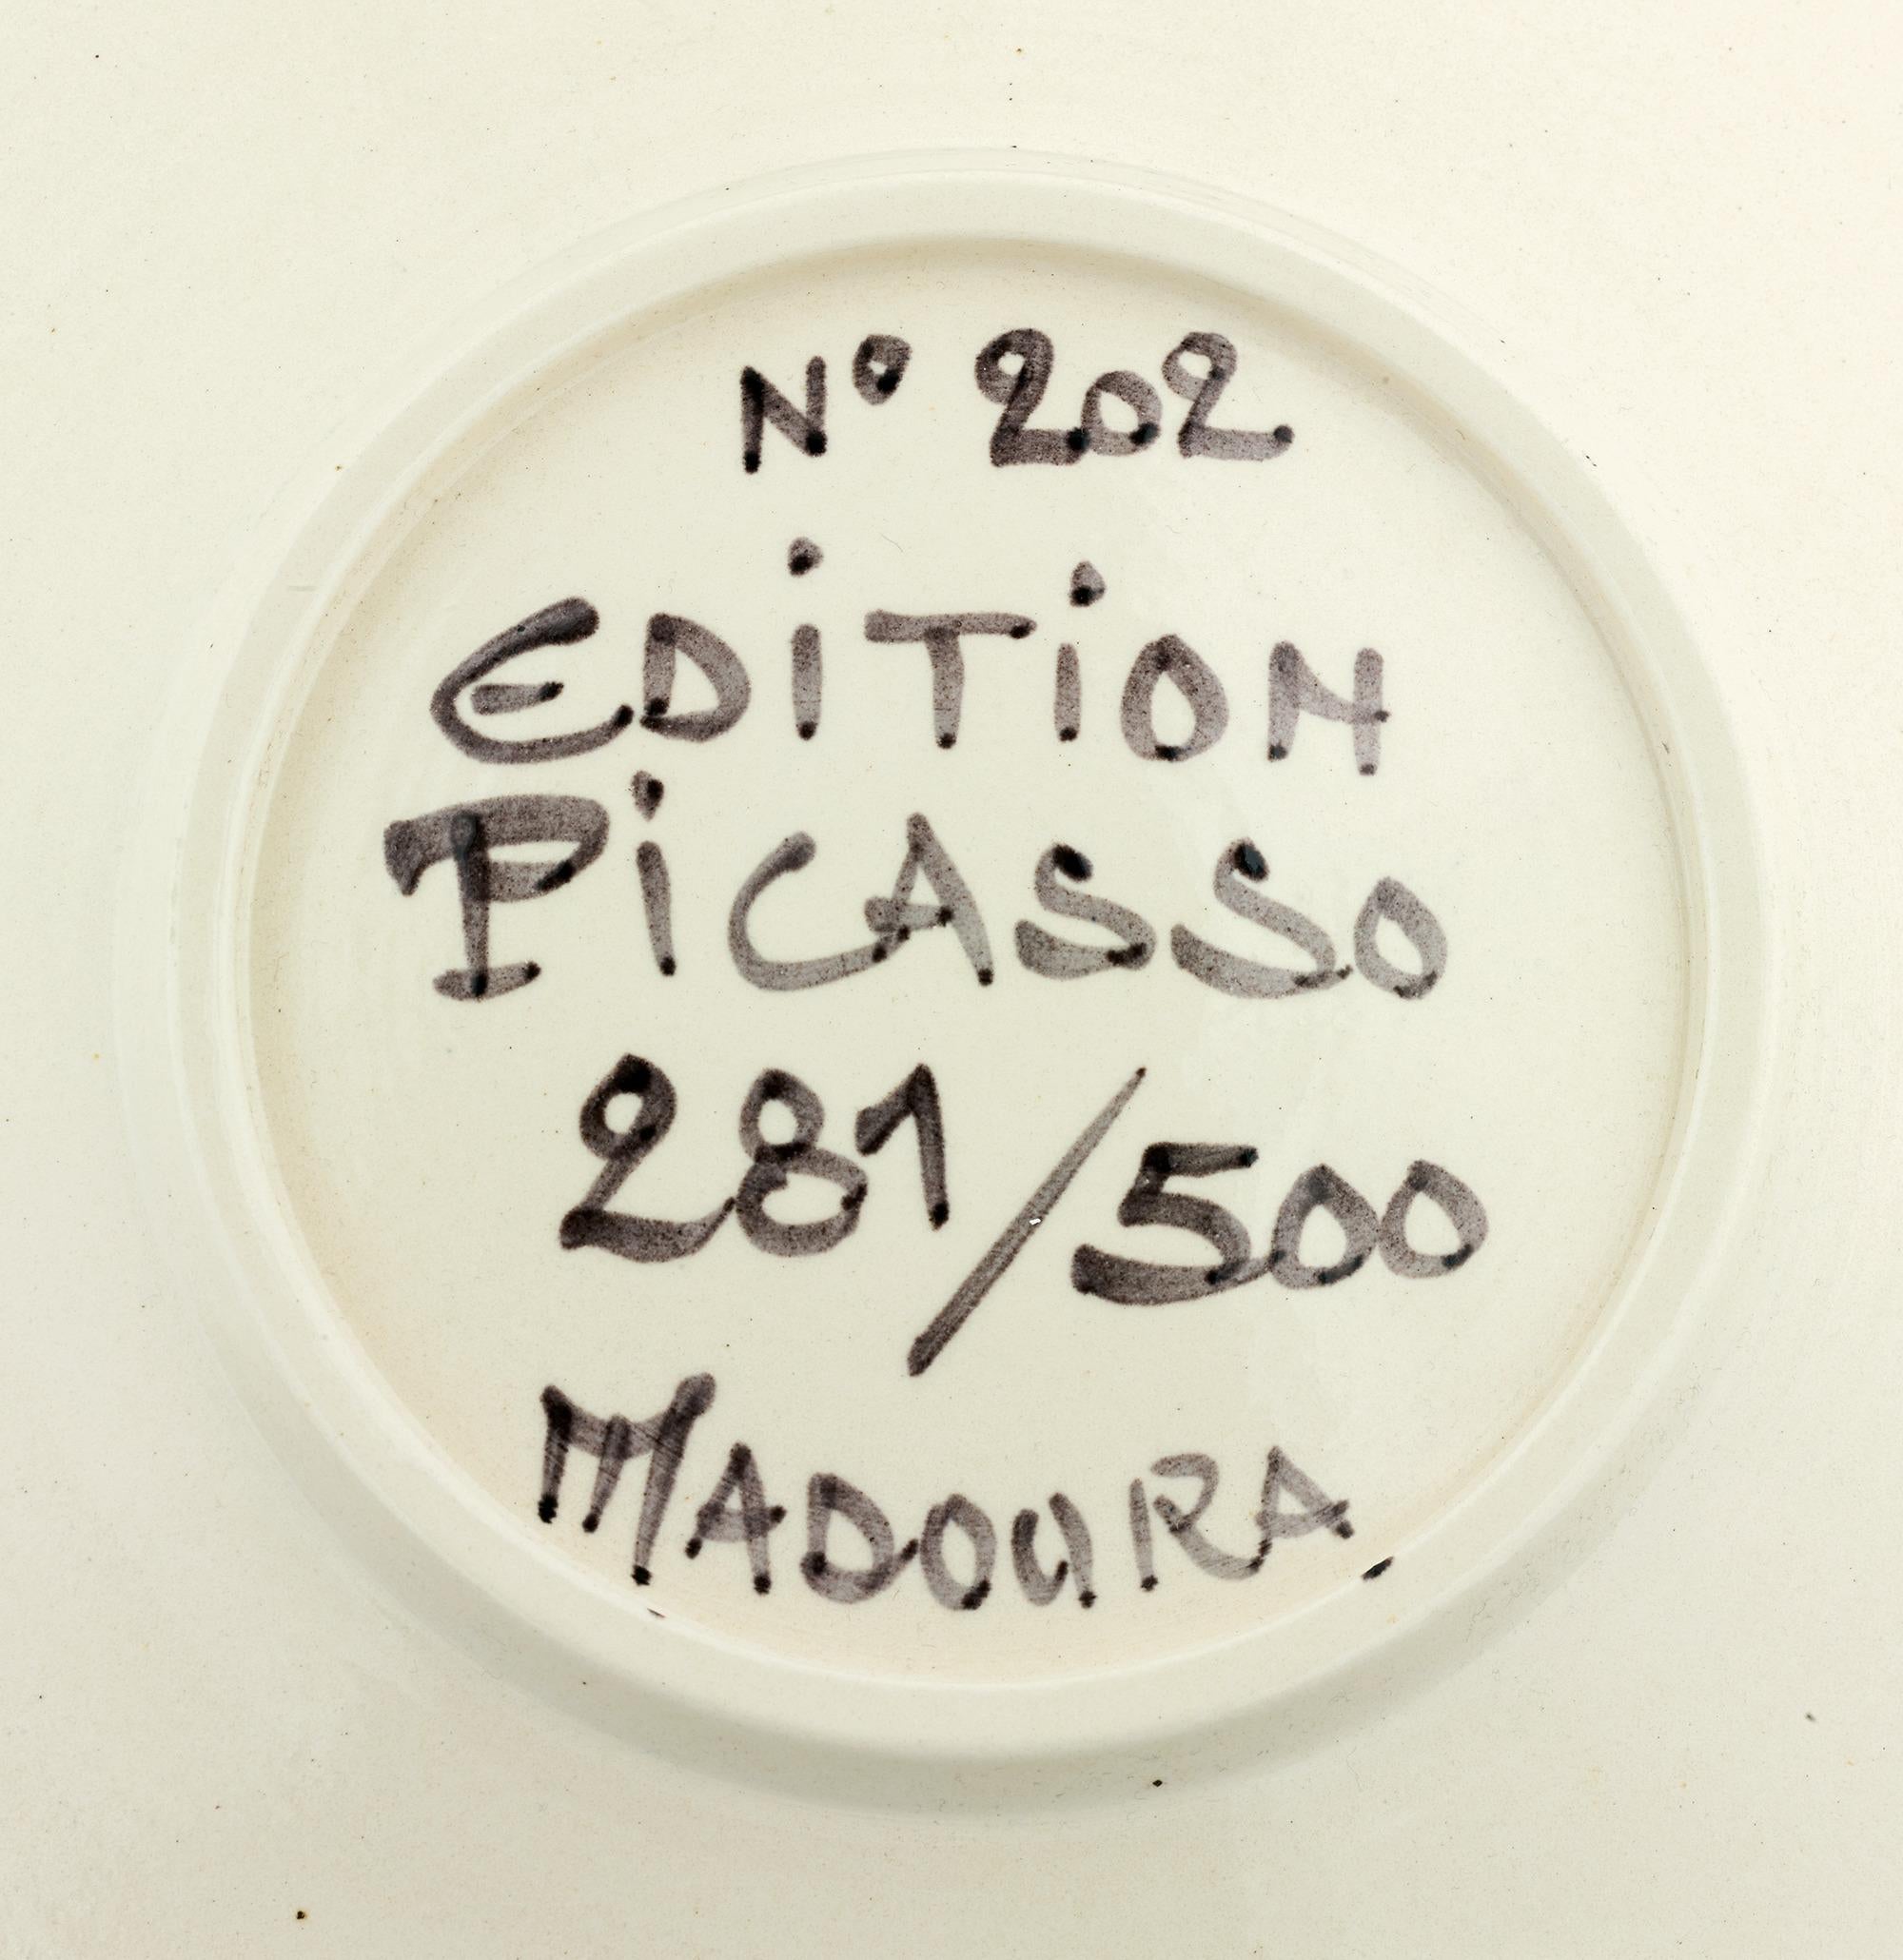 N° 202
EDiTiON
PiCASSO
281/500
MADOURA